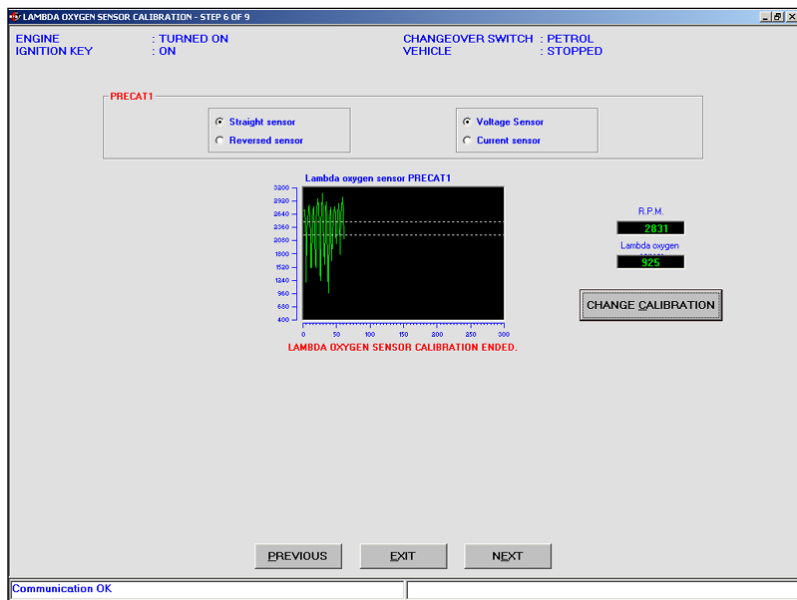 LAMBDA OXYGEN SENSOR CALIBRATION - STEP 6 OF 9
ENGINE : TURNED ON CHANGEOVER SWITCH : PETROL
IGNITION KEY : ON VEHICLE : STOPPED
PRECAT1
Straight sensor Voltage Sensor
Reversed sensor Current sensor
Lambda oxygen sensor PRECAT1
3200
2920
2640
2360
2080
1800
1520
1240
960
680
400
0 50 100 150 200 250 300
R.P.M.
2831
Lambda oxygen
925
CHANGE CALIBRATION
LAMBDA OXYGEN SENSOR CALIBRATION ENDED.
PREVIOUS EXIT NEXT
Communication OK